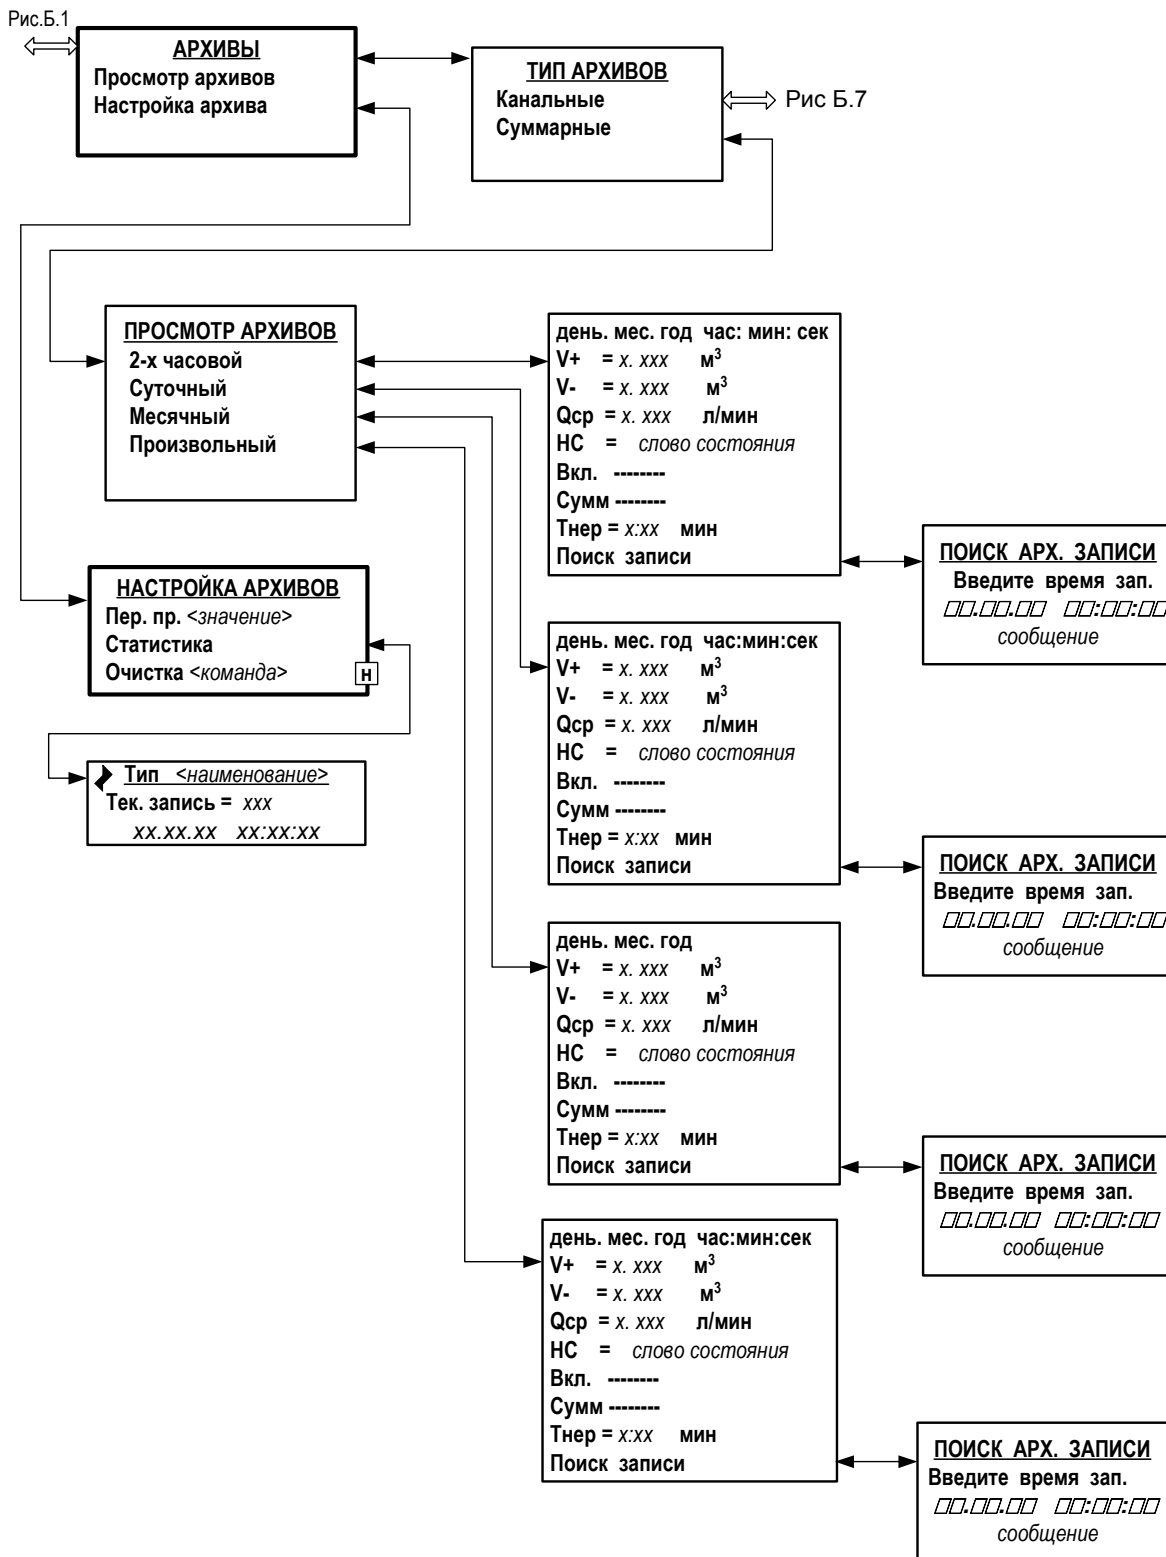 Рис.Б.1
АРХИВЫ
Просмотр архивов
Настройка архива
ТИП АРХИВОВ
Канальные
Суммарные
Рис Б.7
ПРОСМОТР АРХИВОВ
2-х часовой
Суточный
Месячный
Произвольный
НАСТРОЙКА АРХИВОВ
Пер. пр. <значение>
Статистика
Очистка <команда>
н
Тип <наименование>
Тек. запись = xxx
xx.xx.xx xx:xx:xx
день. мес. год час: мин: сек
V+ = x. xxx м³
V- = x. xxx м³
Qср = x. xxx л/мин
НС = слово состояния
Вкл. --------
Сумм --------
Тнер = x:xx мин
Поиск записи
ПОИСК АРХ. ЗАПИСИ
Введите время зап.
00.00.00 00:00:00
сообщение
день. мес. год час:мин:сек
V+ = x. xxx м³
V- = x. xxx м³
Qср = x. xxx л/мин
НС = слово состояния
Вкл. --------
Сумм --------
Тнер = x:xx мин
Поиск записи
ПОИСК АРХ. ЗАПИСИ
Введите время зап.
00.00.00 00:00:00
сообщение
день. мес. год
V+ = x. xxx м³
V- = x. xxx м³
Qср = x. xxx л/мин
НС = слово состояния
Вкл. --------
Сумм --------
Тнер = x:xx мин
Поиск записи
ПОИСК АРХ. ЗАПИСИ
Введите время зап.
00.00.00 00:00:00
сообщение
день. мес. год час:мин:сек
V+ = x. xxx м³
V- = x. xxx м³
Qср = x. xxx л/мин
НС = слово состояния
Вкл. --------
Сумм --------
Тнер = x:xx мин
Поиск записи
ПОИСК АРХ. ЗАПИСИ
Введите время зап.
00.00.00 00:00:00
сообщение